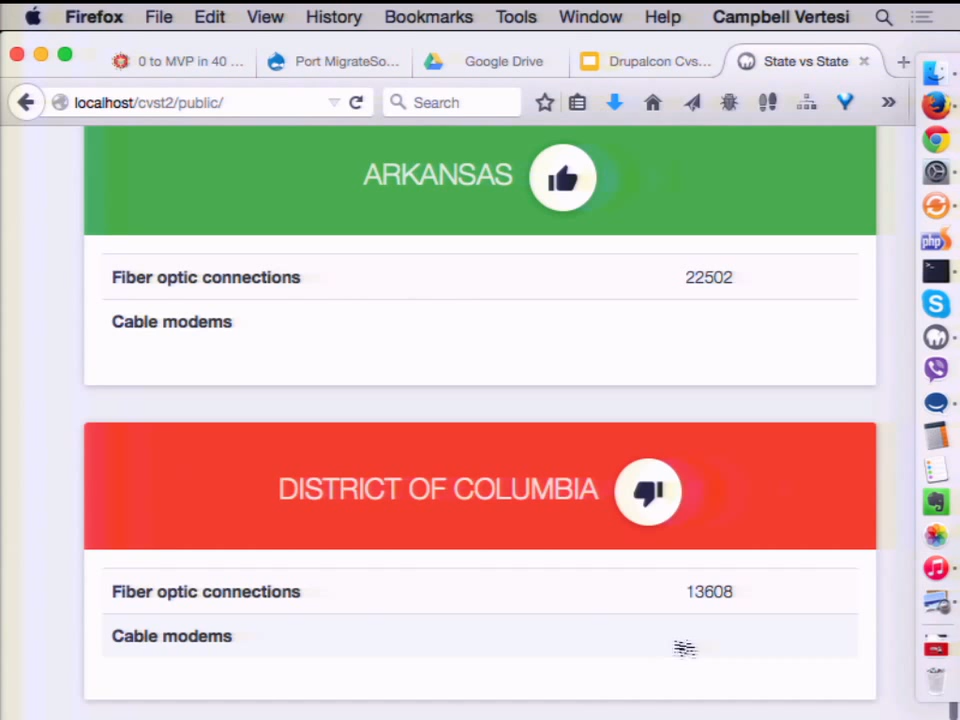 Firefox File Edit View History Bookmarks Tools Window Help Campbell Vertesi
0 to MVP in 40 ... Port MigrateSo... Google Drive Drupalcon Cvs... State vs State
localhost/cvst2/public/ Search
ARKANSAS
Fiber optic connections 22502
Cable modems
DISTRICT OF COLUMBIA
Fiber optic connections 13608
Cable modems
php